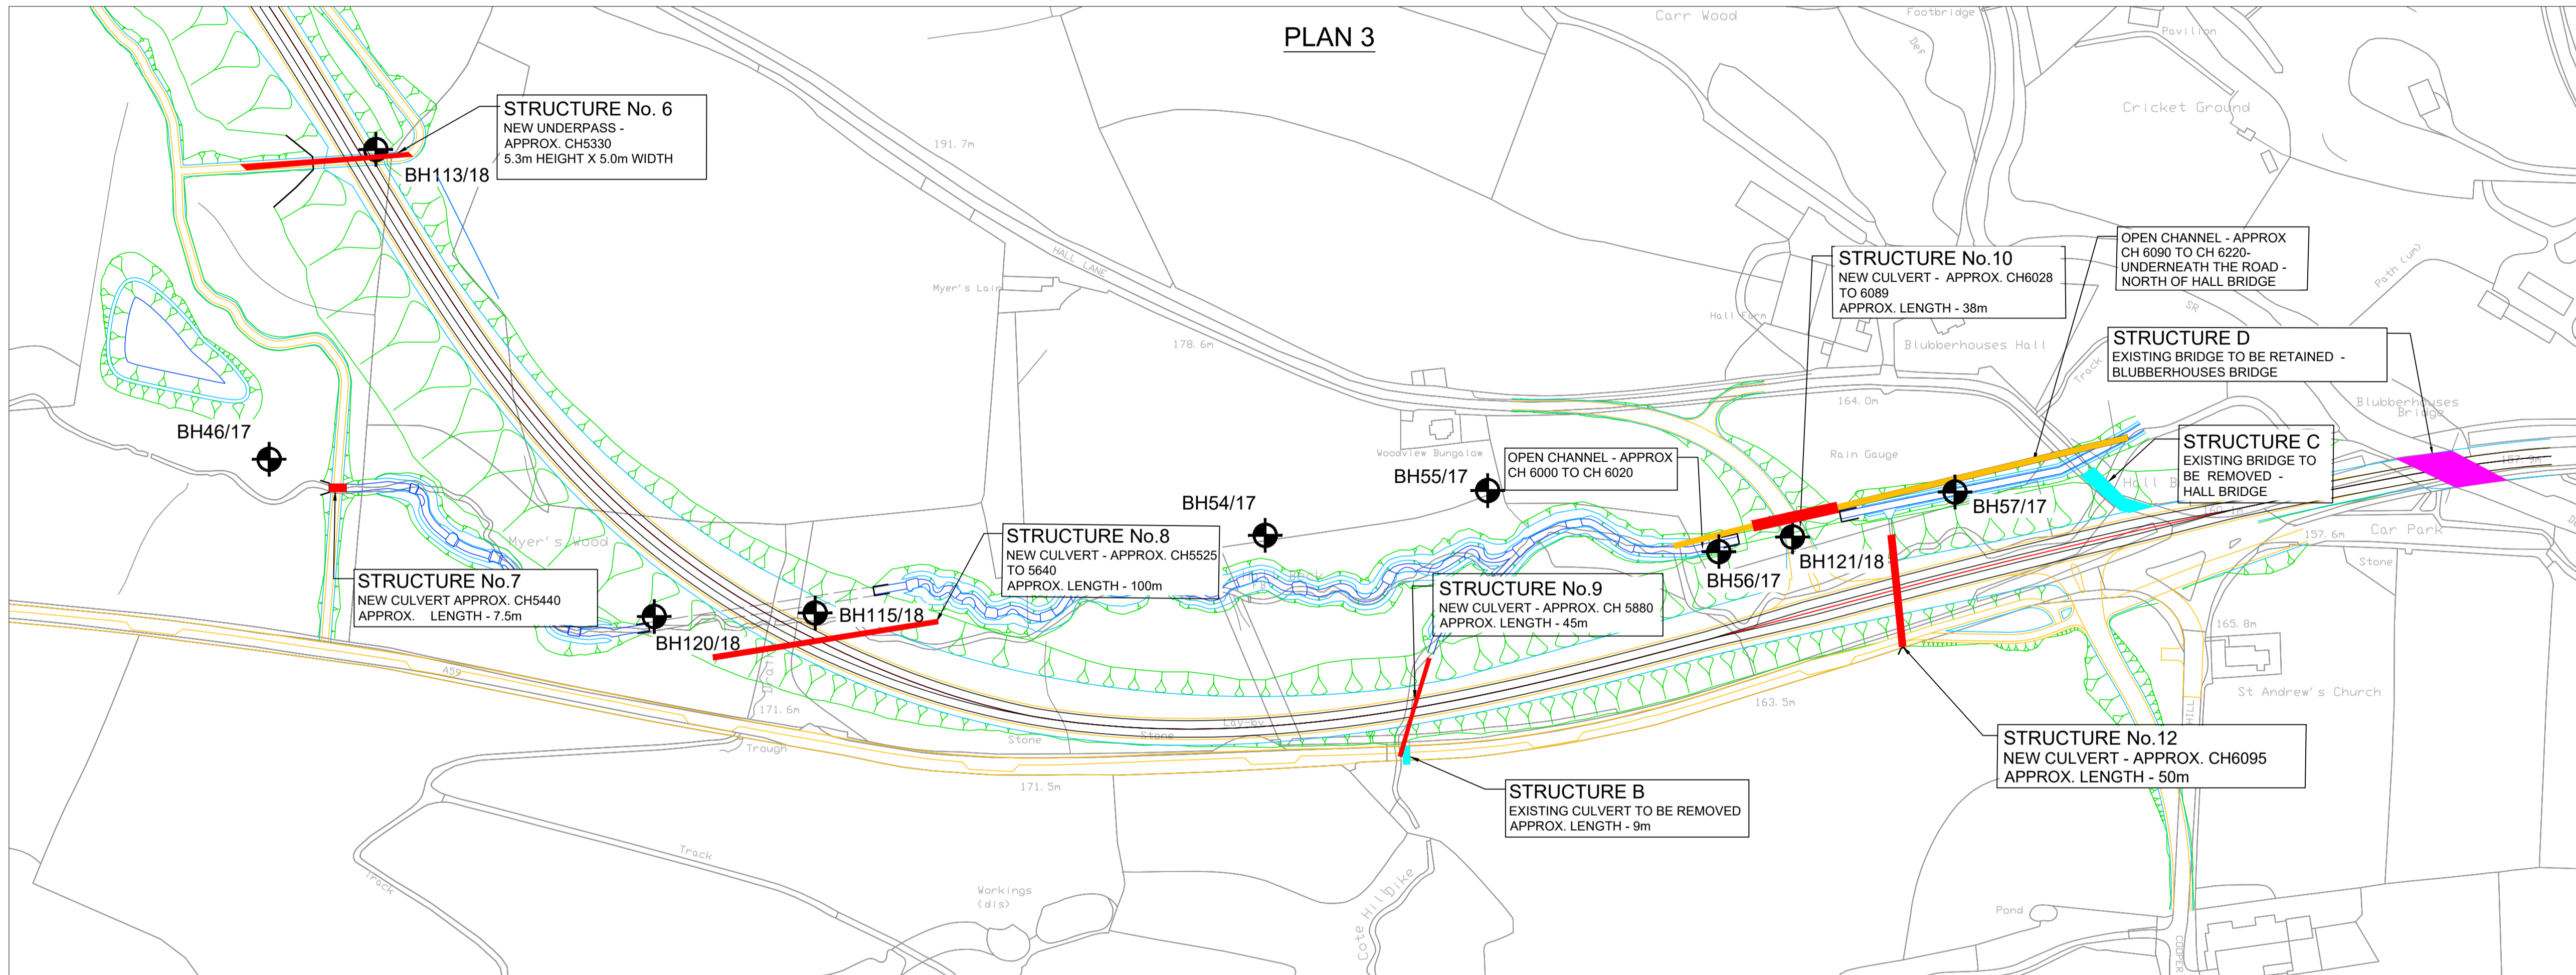 PLAN 3
Carr Wood
Footbridge
Def
Pavilion
Cricket Ground
STRUCTURE No. 6
NEW UNDERPASS -
APPROX. CH5330
5.3m HEIGHT X 5.0m WIDTH
BH113/18
191.7m
HALL LANE
Myer's Lair
178.6m
Hall Farm
Blubberhouses Hall
STRUCTURE No.10
NEW CULVERT - APPROX. CH6028
TO 6089
APPROX. LENGTH - 38m
OPEN CHANNEL - APPROX
CH 6090 TO CH 6220-
UNDERNEATH THE ROAD -
NORTH OF HALL BRIDGE
Path (um)
SR
Track
STRUCTURE D
EXISTING BRIDGE TO BE RETAINED -
BLUBBERHOUSES BRIDGE
Blubberhouses
Bridge
164.0m
157.9m
STRUCTURE C
EXISTING BRIDGE TO
BE REMOVED -
HALL BRIDGE
Hall B
160.1m
Car Park
157.6m
Stone
BH46/17
Woodview Bungalow
Rain Gauge
OPEN CHANNEL - APPROX
CH 6000 TO CH 6020
BH55/17
BH54/17
BH57/17
BH121/18
BH56/17
Myer's Wood
STRUCTURE No.8
NEW CULVERT - APPROX. CH5525
TO 5640
APPROX. LENGTH - 100m
STRUCTURE No.7
NEW CULVERT APPROX. CH5440
APPROX. LENGTH - 7.5m
STRUCTURE No.9
NEW CULVERT - APPROX. CH 5880
APPROX. LENGTH - 45m
BH115/18
BH120/18
A59
171.6m
Trough
Stone
Stone
Lay-by
171.5m
163.5m
165.8m
St Andrew's Church
HILL
STRUCTURE No.12
NEW CULVERT - APPROX. CH6095
APPROX. LENGTH - 50m
STRUCTURE B
EXISTING CULVERT TO BE REMOVED
APPROX. LENGTH - 9m
Track
Track
Workings
(dis)
Cote Hill Dike
Pond
COOPER